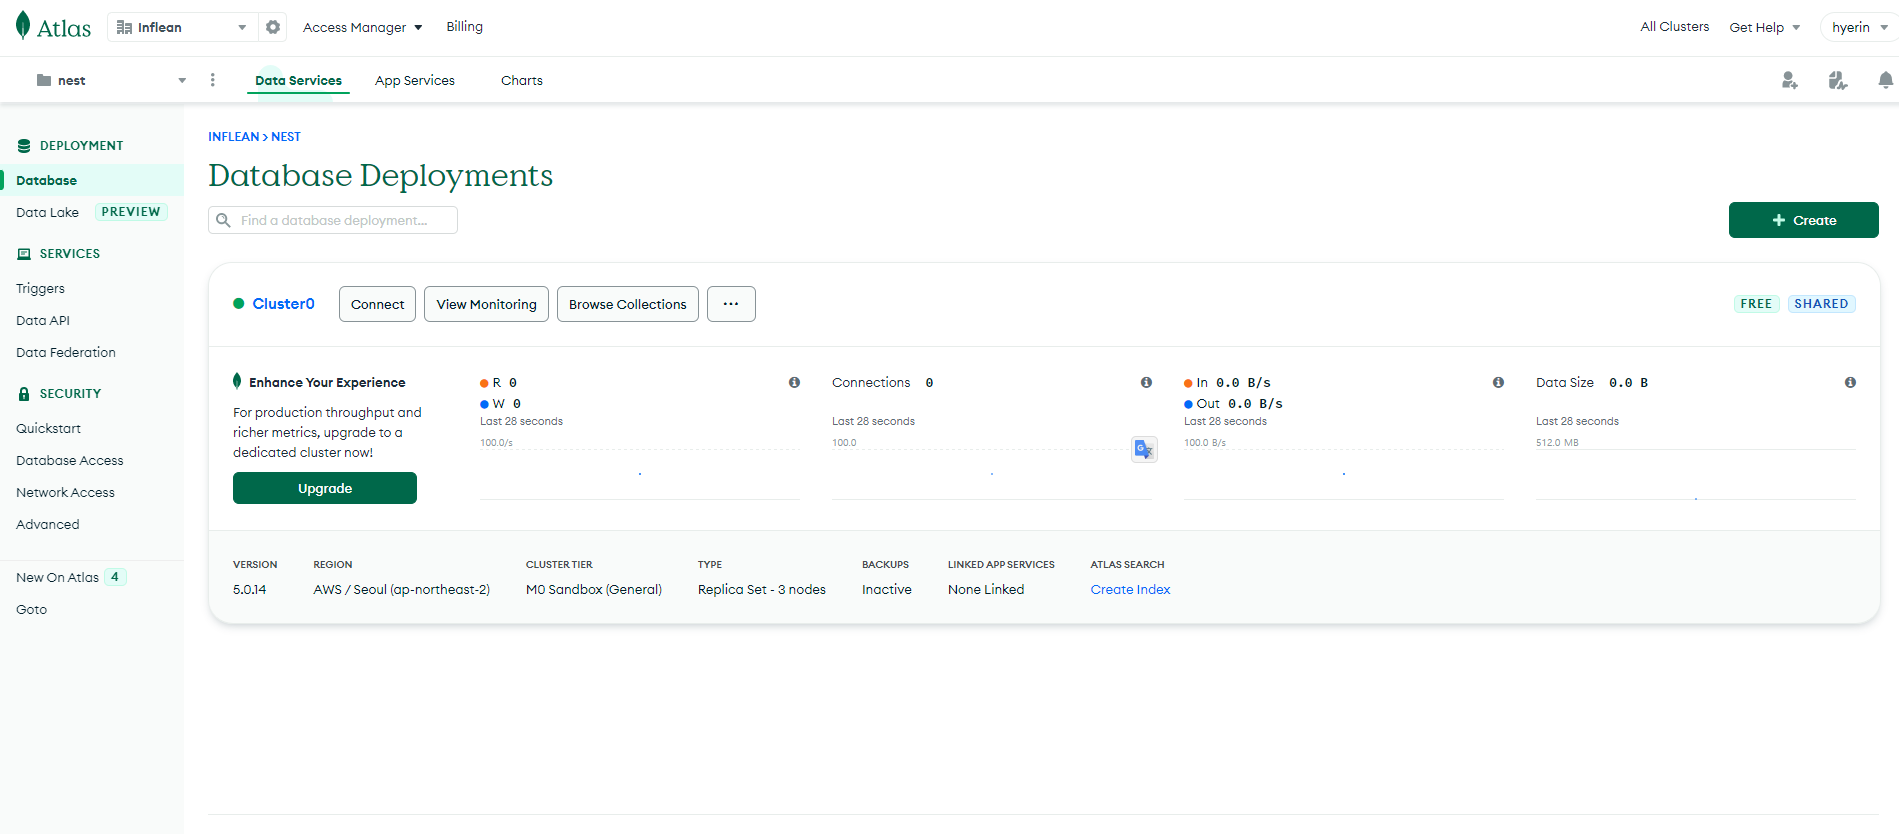 Atlas Inflean Access Manager Billing All Clusters Get Help hyerin
nest Data Services App Services Charts
DEPLOYMENT
Database
Data Lake PREVIEW
SERVICES
Triggers
Data API
Data Federation
SECURITY
Quickstart
Database Access
Network Access
Advanced
New On Atlas 4
Goto
INFLEAN > NEST
Database Deployments
Find a database deployment...
+ Create
Cluster0 Connect View Monitoring Browse Collections ... FREE SHARED
Enhance Your Experience
For production throughput and
richer metrics, upgrade to a
dedicated cluster now!
Upgrade
R 0
W 0
Last 28 seconds
100.0/s
Connections 0
Last 28 seconds
100.0
In 0.0 B/s
Out 0.0 B/s
Last 28 seconds
100.0 B/s
Data Size 0.0 B
Last 28 seconds
512.0 MB
VERSION REGION CLUSTER TIER TYPE BACKUPS LINKED APP SERVICES ATLAS SEARCH
5.0.14 AWS / Seoul (ap-northeast-2) M0 Sandbox (General) Replica Set - 3 nodes Inactive None Linked Create Index